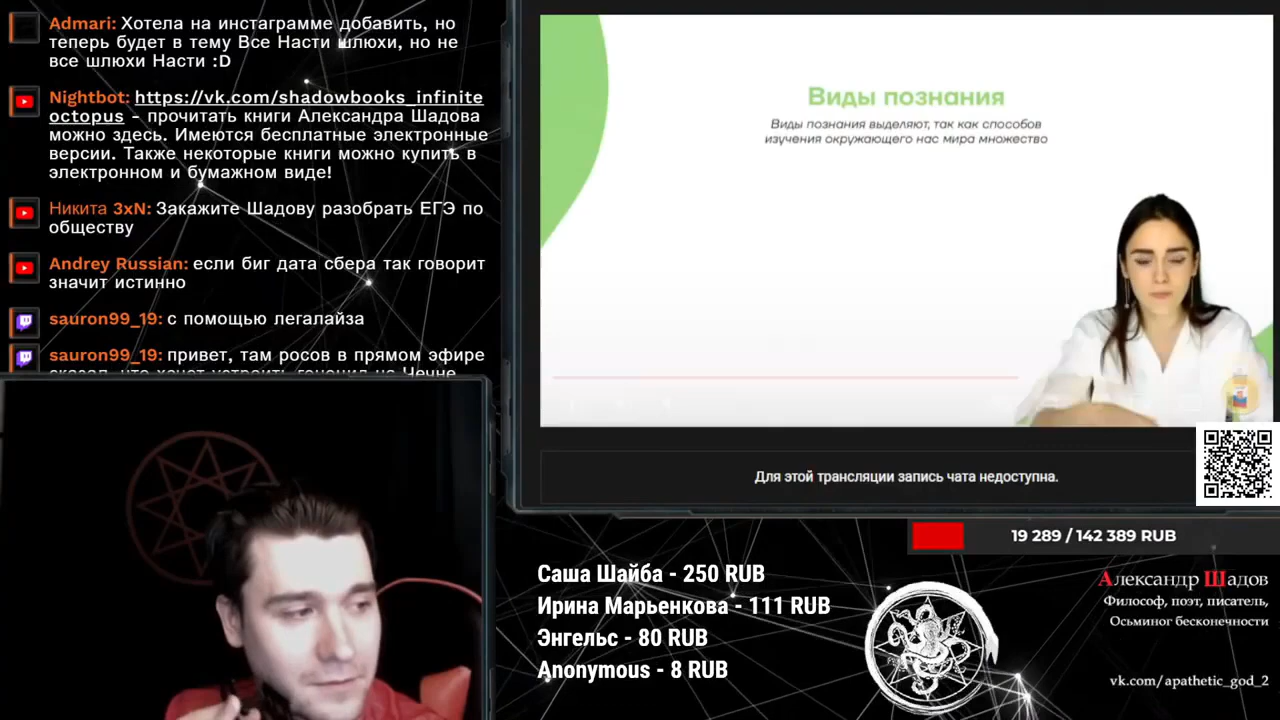 Admari: Хотела на инстаграмме добавить, но
теперь будет в тему Все Насти шлюхи, но не
все шлюхи Насти :D
Nightbot: https://vk.com/shadowbooks_infinite
octopus - прочитать книги Александра Шадова
можно здесь. Имеются бесплатные электронные
версии. Также некоторые книги можно купить в
электронном и бумажном виде!
Никита 3xN: Закажите Шадову разобрать ЕГЭ по
обществу
Andrey Russian: если биг дата сбера так говорит
значит истинно
sauron99_19: с помощью легалайза
sauron99_19: привет, там росов в прямом эфире
Виды познания
Виды познания выделяют, так как способов
изучения окружающего нас мира множество
Для этой трансляции запись чата недоступна.
19 289 / 142 389 RUB
Саша Шайба - 250 RUB
Ирина Марьенкова - 111 RUB
Энгельс - 80 RUB
Anonymous - 8 RUB
Александр Шадов
Философ, поэт, писатель,
Осьминог бесконечности
vk.com/apathetic_god_2